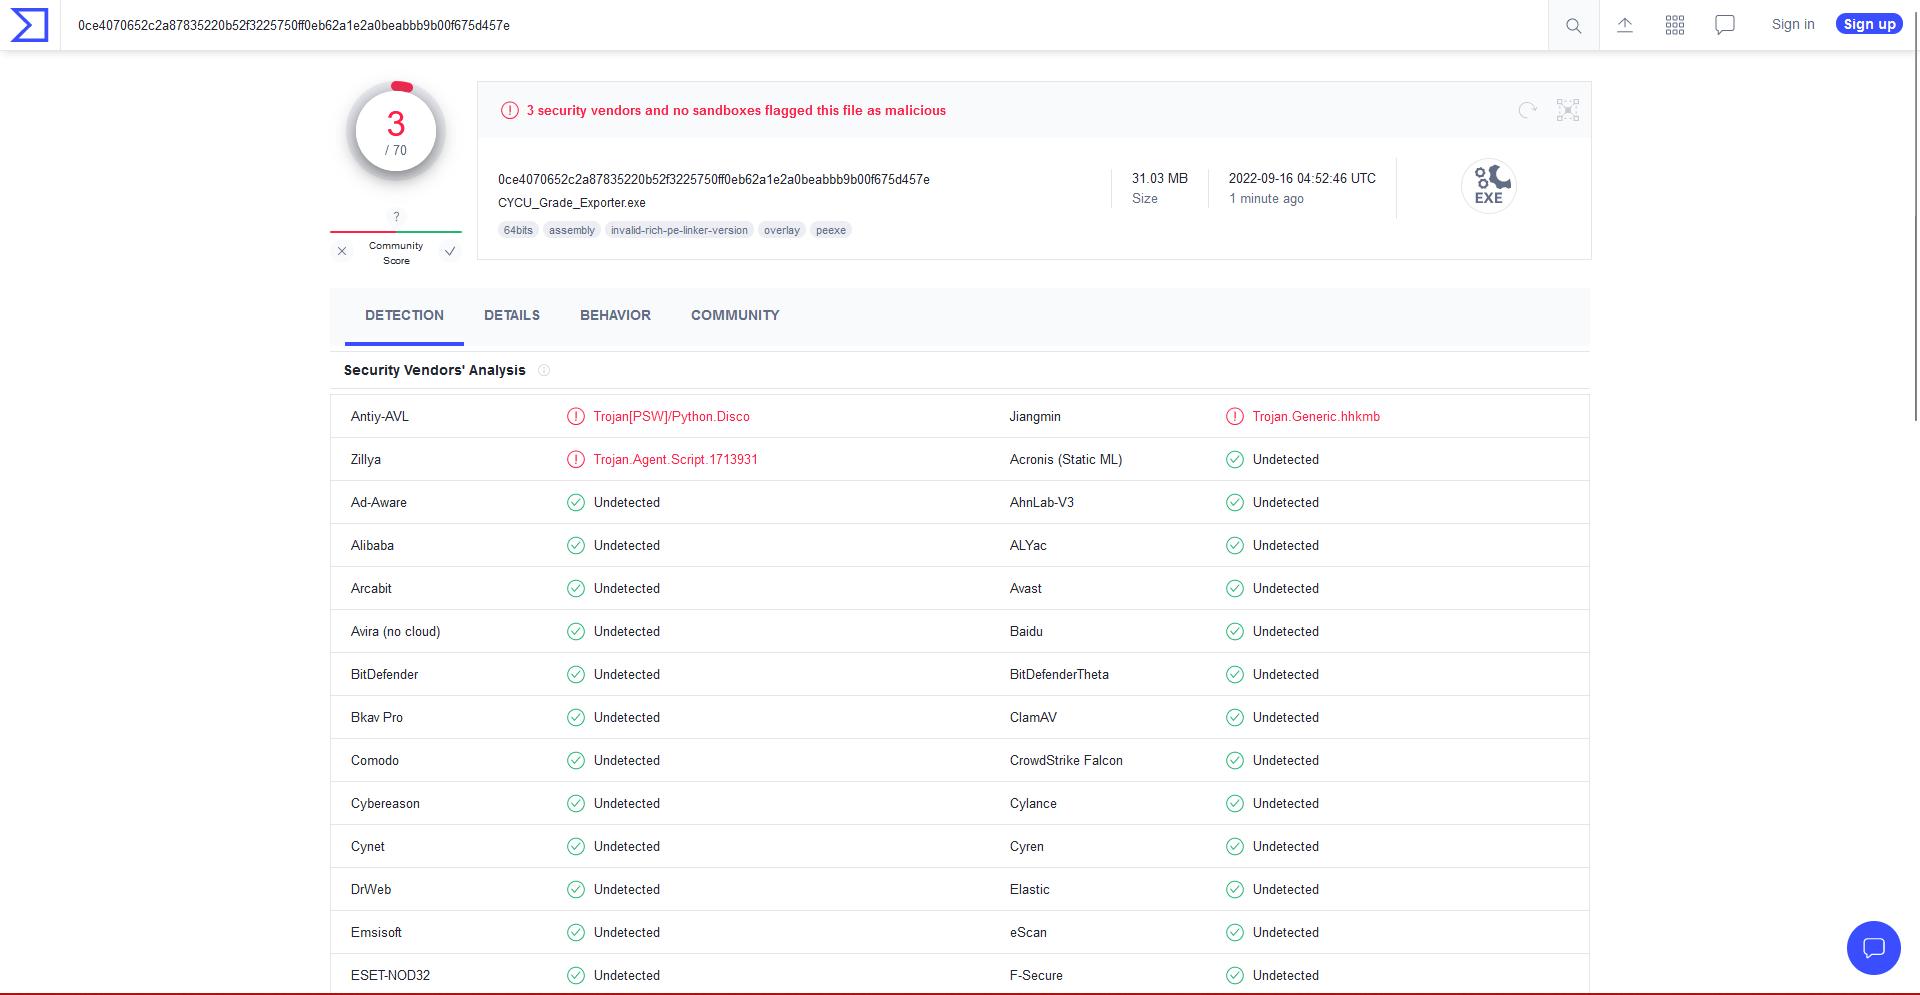 0ce4070652c2a87835220b52f3225750ff0eb62a1e2a0beabbb9b00f675d457e
Sign in
Sign up
3
/ 70
?
Community
Score
3 security vendors and no sandboxes flagged this file as malicious
0ce4070652c2a87835220b52f3225750ff0eb62a1e2a0beabbb9b00f675d457e
CYCU_Grade_Exporter.exe
64bits assembly invalid-rich-pe-linker-version overlay peexe
31.03 MB
Size
2022-09-16 04:52:46 UTC
1 minute ago
EXE
DETECTION DETAILS BEHAVIOR COMMUNITY
Security Vendors' Analysis
Antiy-AVL Trojan[PSW]/Python.Disco Jiangmin Trojan.Generic.hhkmb
Zillya Trojan.Agent.Script.1713931 Acronis (Static ML) Undetected
Ad-Aware Undetected AhnLab-V3 Undetected
Alibaba Undetected ALYac Undetected
Arcabit Undetected Avast Undetected
Avira (no cloud) Undetected Baidu Undetected
BitDefender Undetected BitDefenderTheta Undetected
Bkav Pro Undetected ClamAV Undetected
Comodo Undetected CrowdStrike Falcon Undetected
Cybereason Undetected Cylance Undetected
Cynet Undetected Cyren Undetected
DrWeb Undetected Elastic Undetected
Emsisoft Undetected eScan Undetected
ESET-NOD32 Undetected F-Secure Undetected